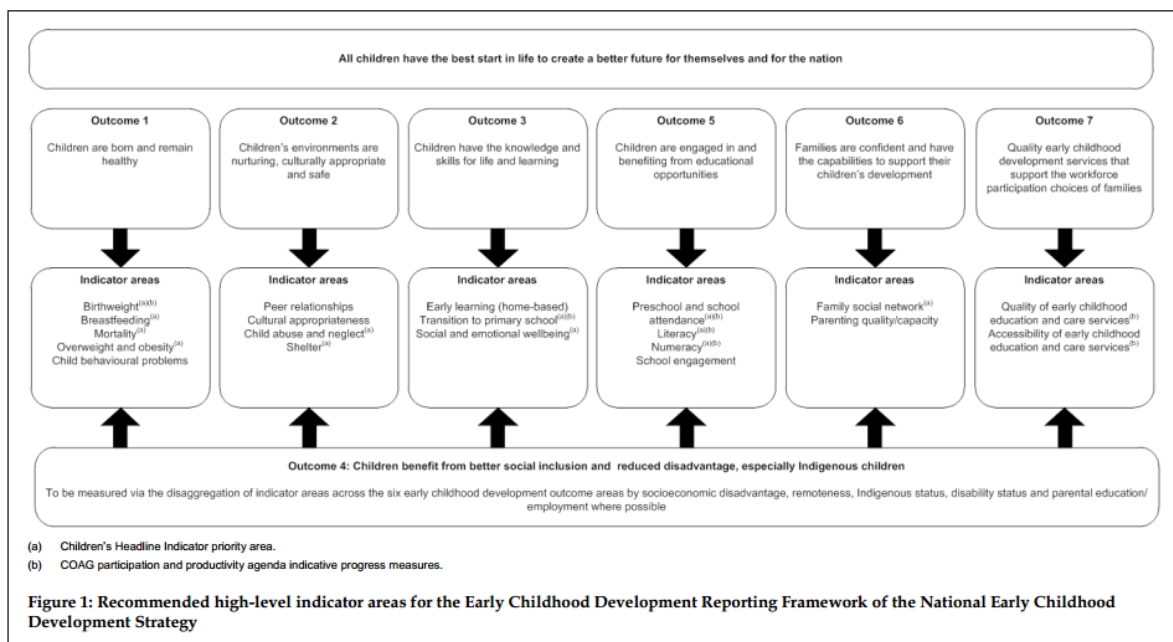 All children have the best start in life to create a better future for themselves and for the nation
Outcome 1
Children are born and remain
healthy
Outcome 2
Children's environments are
nurturing, culturally appropriate
and safe
Outcome 3
Children have the knowledge and
skills for life and learning
Outcome 5
Children are engaged in and
benefiting from educational
opportunities
Outcome 6
Families are confident and have
the capabilities to support their
children's development
Outcome 7
Quality early childhood
development services that
support the workforce
participation choices of families
Indicator areas
Birthweight(a)(b)
Breastfeeding(a)
Mortality(a)
Overweight and obesity(a)
Child behavioural problems
Indicator areas
Peer relationships
Cultural appropriateness
Child abuse and neglect(a)
Shelter(a)
Indicator areas
Early learning (home-based)
Transition to primary school(a)(b)
Social and emotional wellbeing(a)
Indicator areas
Preschool and school
attendance(a)(b)
Literacy(a)(b)
Numeracy(a)(b)
School engagement
Indicator areas
Family social network(a)
Parenting quality/capacity
Indicator areas
Quality of early childhood
education and care services(b)
Accessibility of early childhood
education and care services(b)
Outcome 4: Children benefit from better social inclusion and reduced disadvantage, especially Indigenous children
To be measured via the disaggregation of indicator areas across the six early childhood development outcome areas by socioeconomic disadvantage, remoteness, Indigenous status, disability status and parental education/
employment where possible
(a) Children's Headline Indicator priority area.
(b) COAG participation and productivity agenda indicative progress measures.
Figure 1: Recommended high-level indicator areas for the Early Childhood Development Reporting Framework of the National Early Childhood
Development Strategy